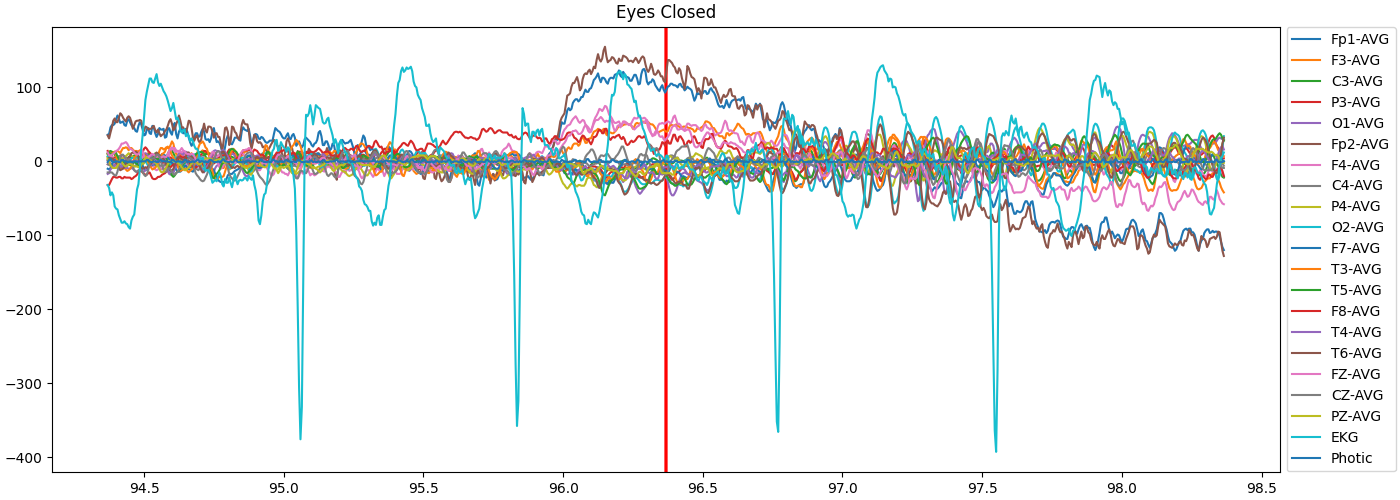 Eyes Closed
100
0
−100
−200
−300
−400
94.5 95.0 95.5 96.0 96.5 97.0 97.5 98.0 98.5
Fp1-AVG
F3-AVG
C3-AVG
P3-AVG
O1-AVG
Fp2-AVG
F4-AVG
C4-AVG
P4-AVG
O2-AVG
F7-AVG
T3-AVG
T5-AVG
F8-AVG
T4-AVG
T6-AVG
FZ-AVG
CZ-AVG
PZ-AVG
EKG
Photic